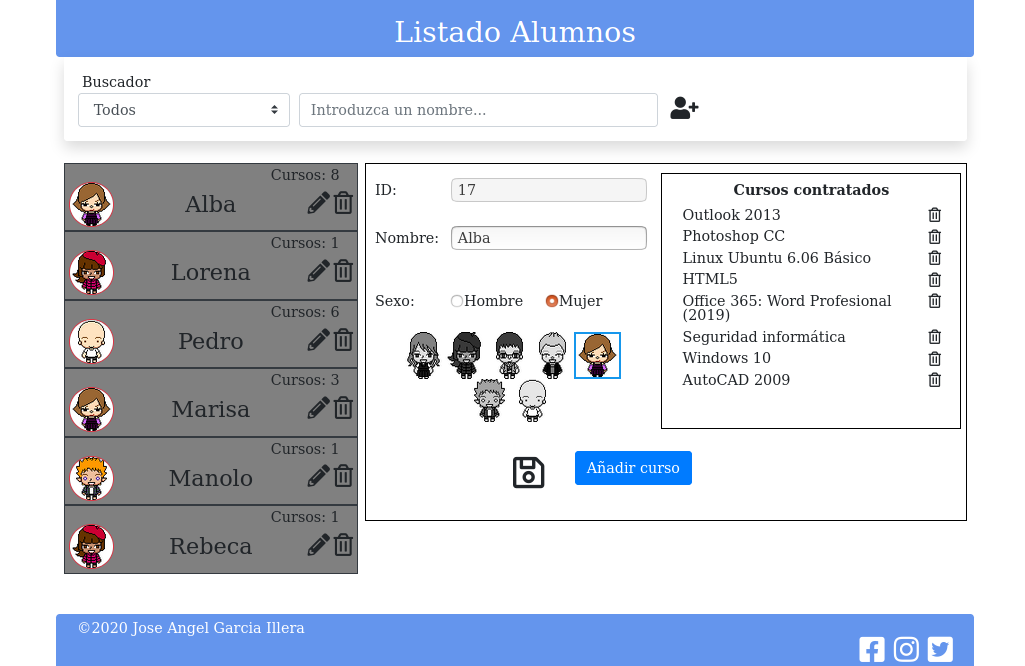 Listado Alumnos
Buscador
Todos
Introduzca un nombre...
Cursos: 8
Alba
Cursos: 1
Lorena
Cursos: 6
Pedro
Cursos: 3
Marisa
Cursos: 1
Manolo
Cursos: 1
Rebeca
ID:
17
Nombre:
Alba
Sexo:
Hombre
Mujer
Cursos contratados
Outlook 2013
Photoshop CC
Linux Ubuntu 6.06 Básico
HTML5
Office 365: Word Profesional
(2019)
Seguridad informática
Windows 10
AutoCAD 2009
Añadir curso
©2020 Jose Angel Garcia Illera